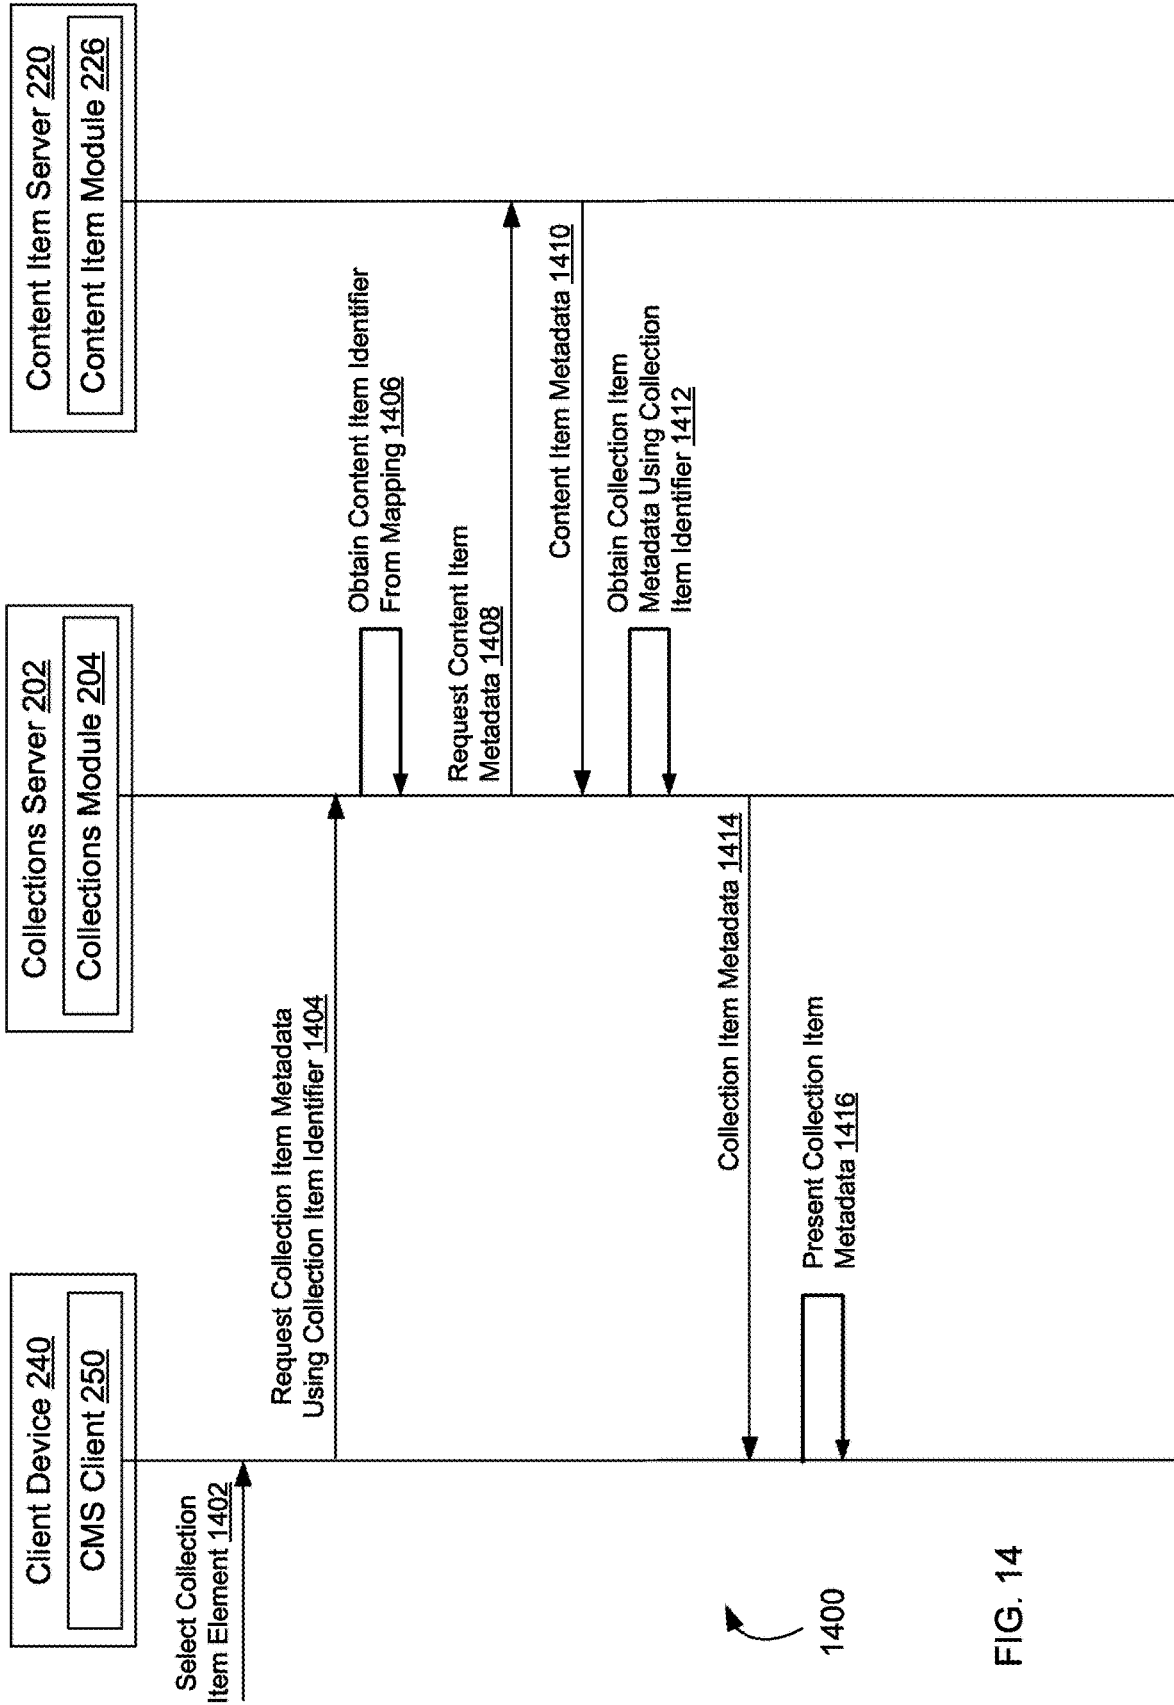 Client Device 240
CMS Client 250
Collections Server 202
Collections Module 204
Content Item Server 220
Content Item Module 226
Select Collection
Item Element 1402
Request Collection Item Metadata
Using Collection Item Identifier 1404
Obtain Content Item Identifier
From Mapping 1406
Request Content Item
Metadata 1408
Content Item Metadata 1410
Obtain Collection Item
Metadata Using Collection
Item Identifier 1412
Collection Item Metadata 1414
Present Collection Item
Metadata 1416
1400
FIG. 14